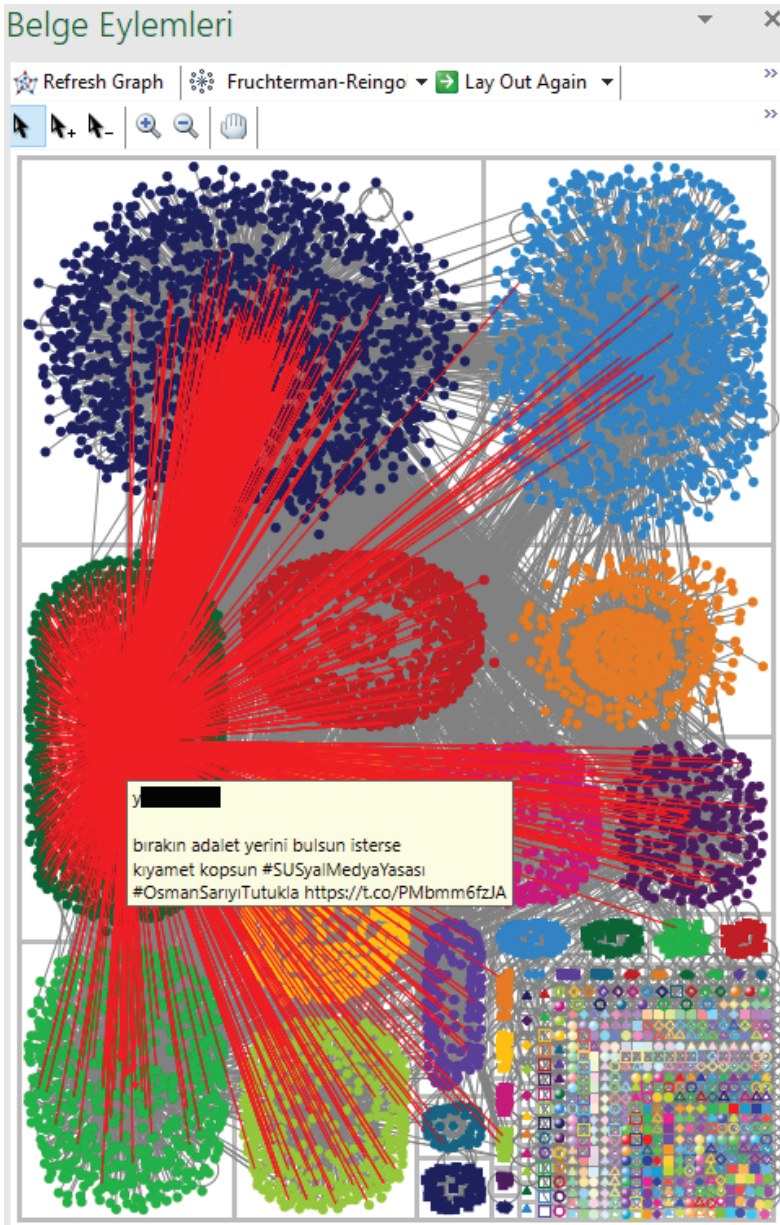 Belge Eylemleri
Refresh Graph
Fruchterman-Reingo
Lay Out Again
y
bırakın adalet yerini bulsun isterse
kıyamet kopsun #SUSyalMedyaYasası
#OsmanSarıyıTutukla https://t.co/PMbmm6fzJA